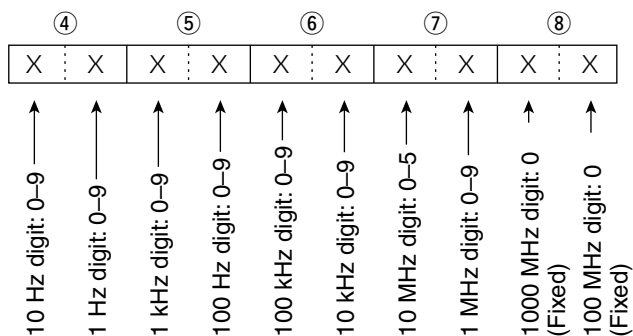 ④ ⑤ ⑥ ⑦ ⑧
X X X X X X X X X X
10 Hz digit: 0–9
1 Hz digit: 0–9
1 kHz digit: 0–9
100 Hz digit: 0–9
100 kHz digit: 0–9
10 kHz digit: 0–9
10 MHz digit: 0–5
1 MHz digit: 0–9
1000 MHz digit: 0
(Fixed)
100 MHz digit: 0
(Fixed)